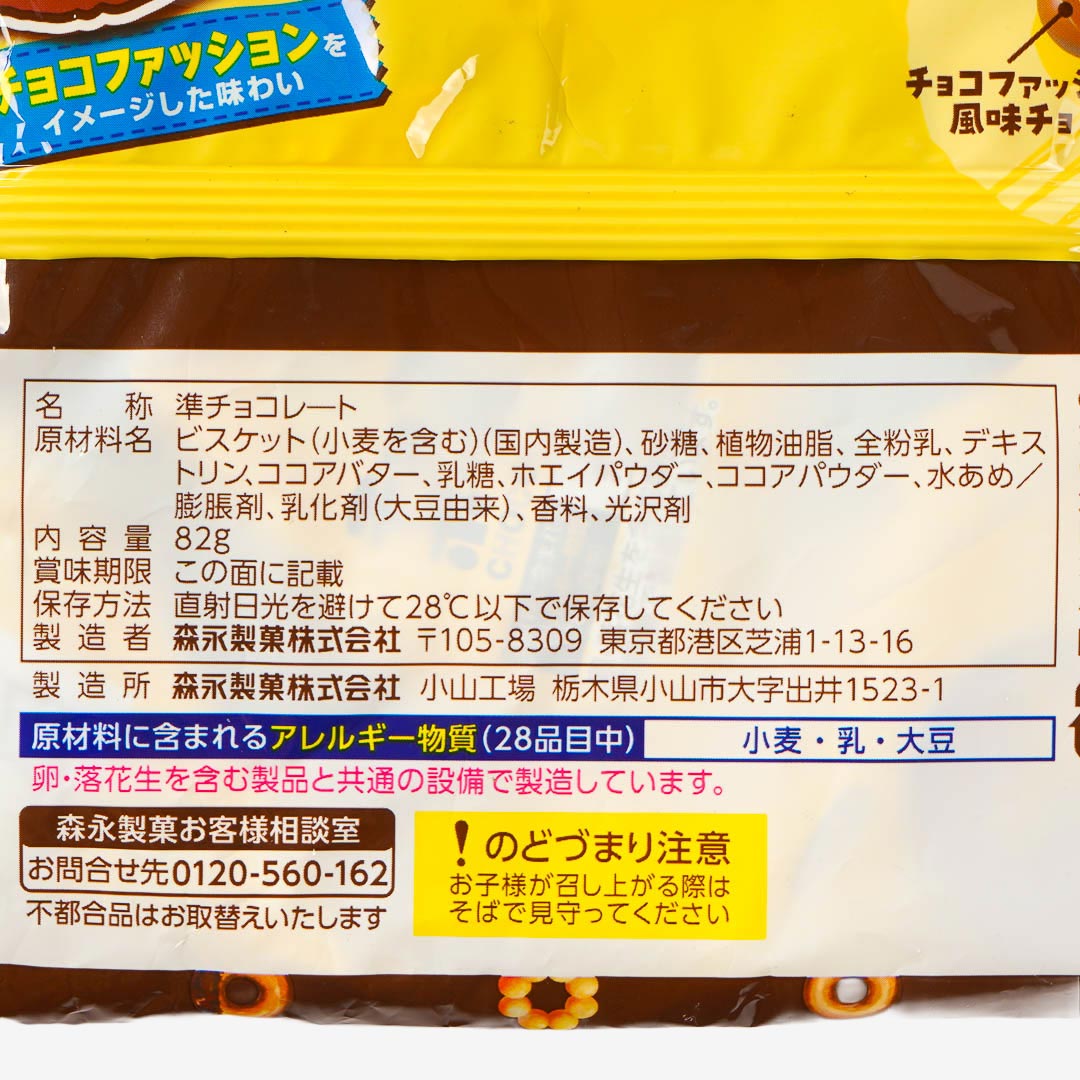 チョコファッションを
イメージした味わい
チョコファッシ
風味チョ
名称 準チョコレート
原材料名 ビスケット(小麦を含む)(国内製造)、砂糖、植物油脂、全粉乳、デキス
トリン、ココアバター、乳糖、ホエイパウダー、ココアパウダー、水あめ／
膨脹剤、乳化剤(大豆由来)、香料、光沢剤
内容量 82g
賞味期限 この面に記載
保存方法 直射日光を避けて28℃以下で保存してください
製造者 森永製菓株式会社 〒105-8309 東京都港区芝浦1-13-16
製造所 森永製菓株式会社 小山工場 栃木県小山市大字出井1523-1
原材料に含まれるアレルギー物質(28品目中) 小麦・乳・大豆
卵・落花生を含む製品と共通の設備で製造しています。
森永製菓お客様相談室
お問合せ先0120-560-162
不都合品はお取替えいたします
!のどづまり注意
お子様が召し上がる際は
そばで見守ってください